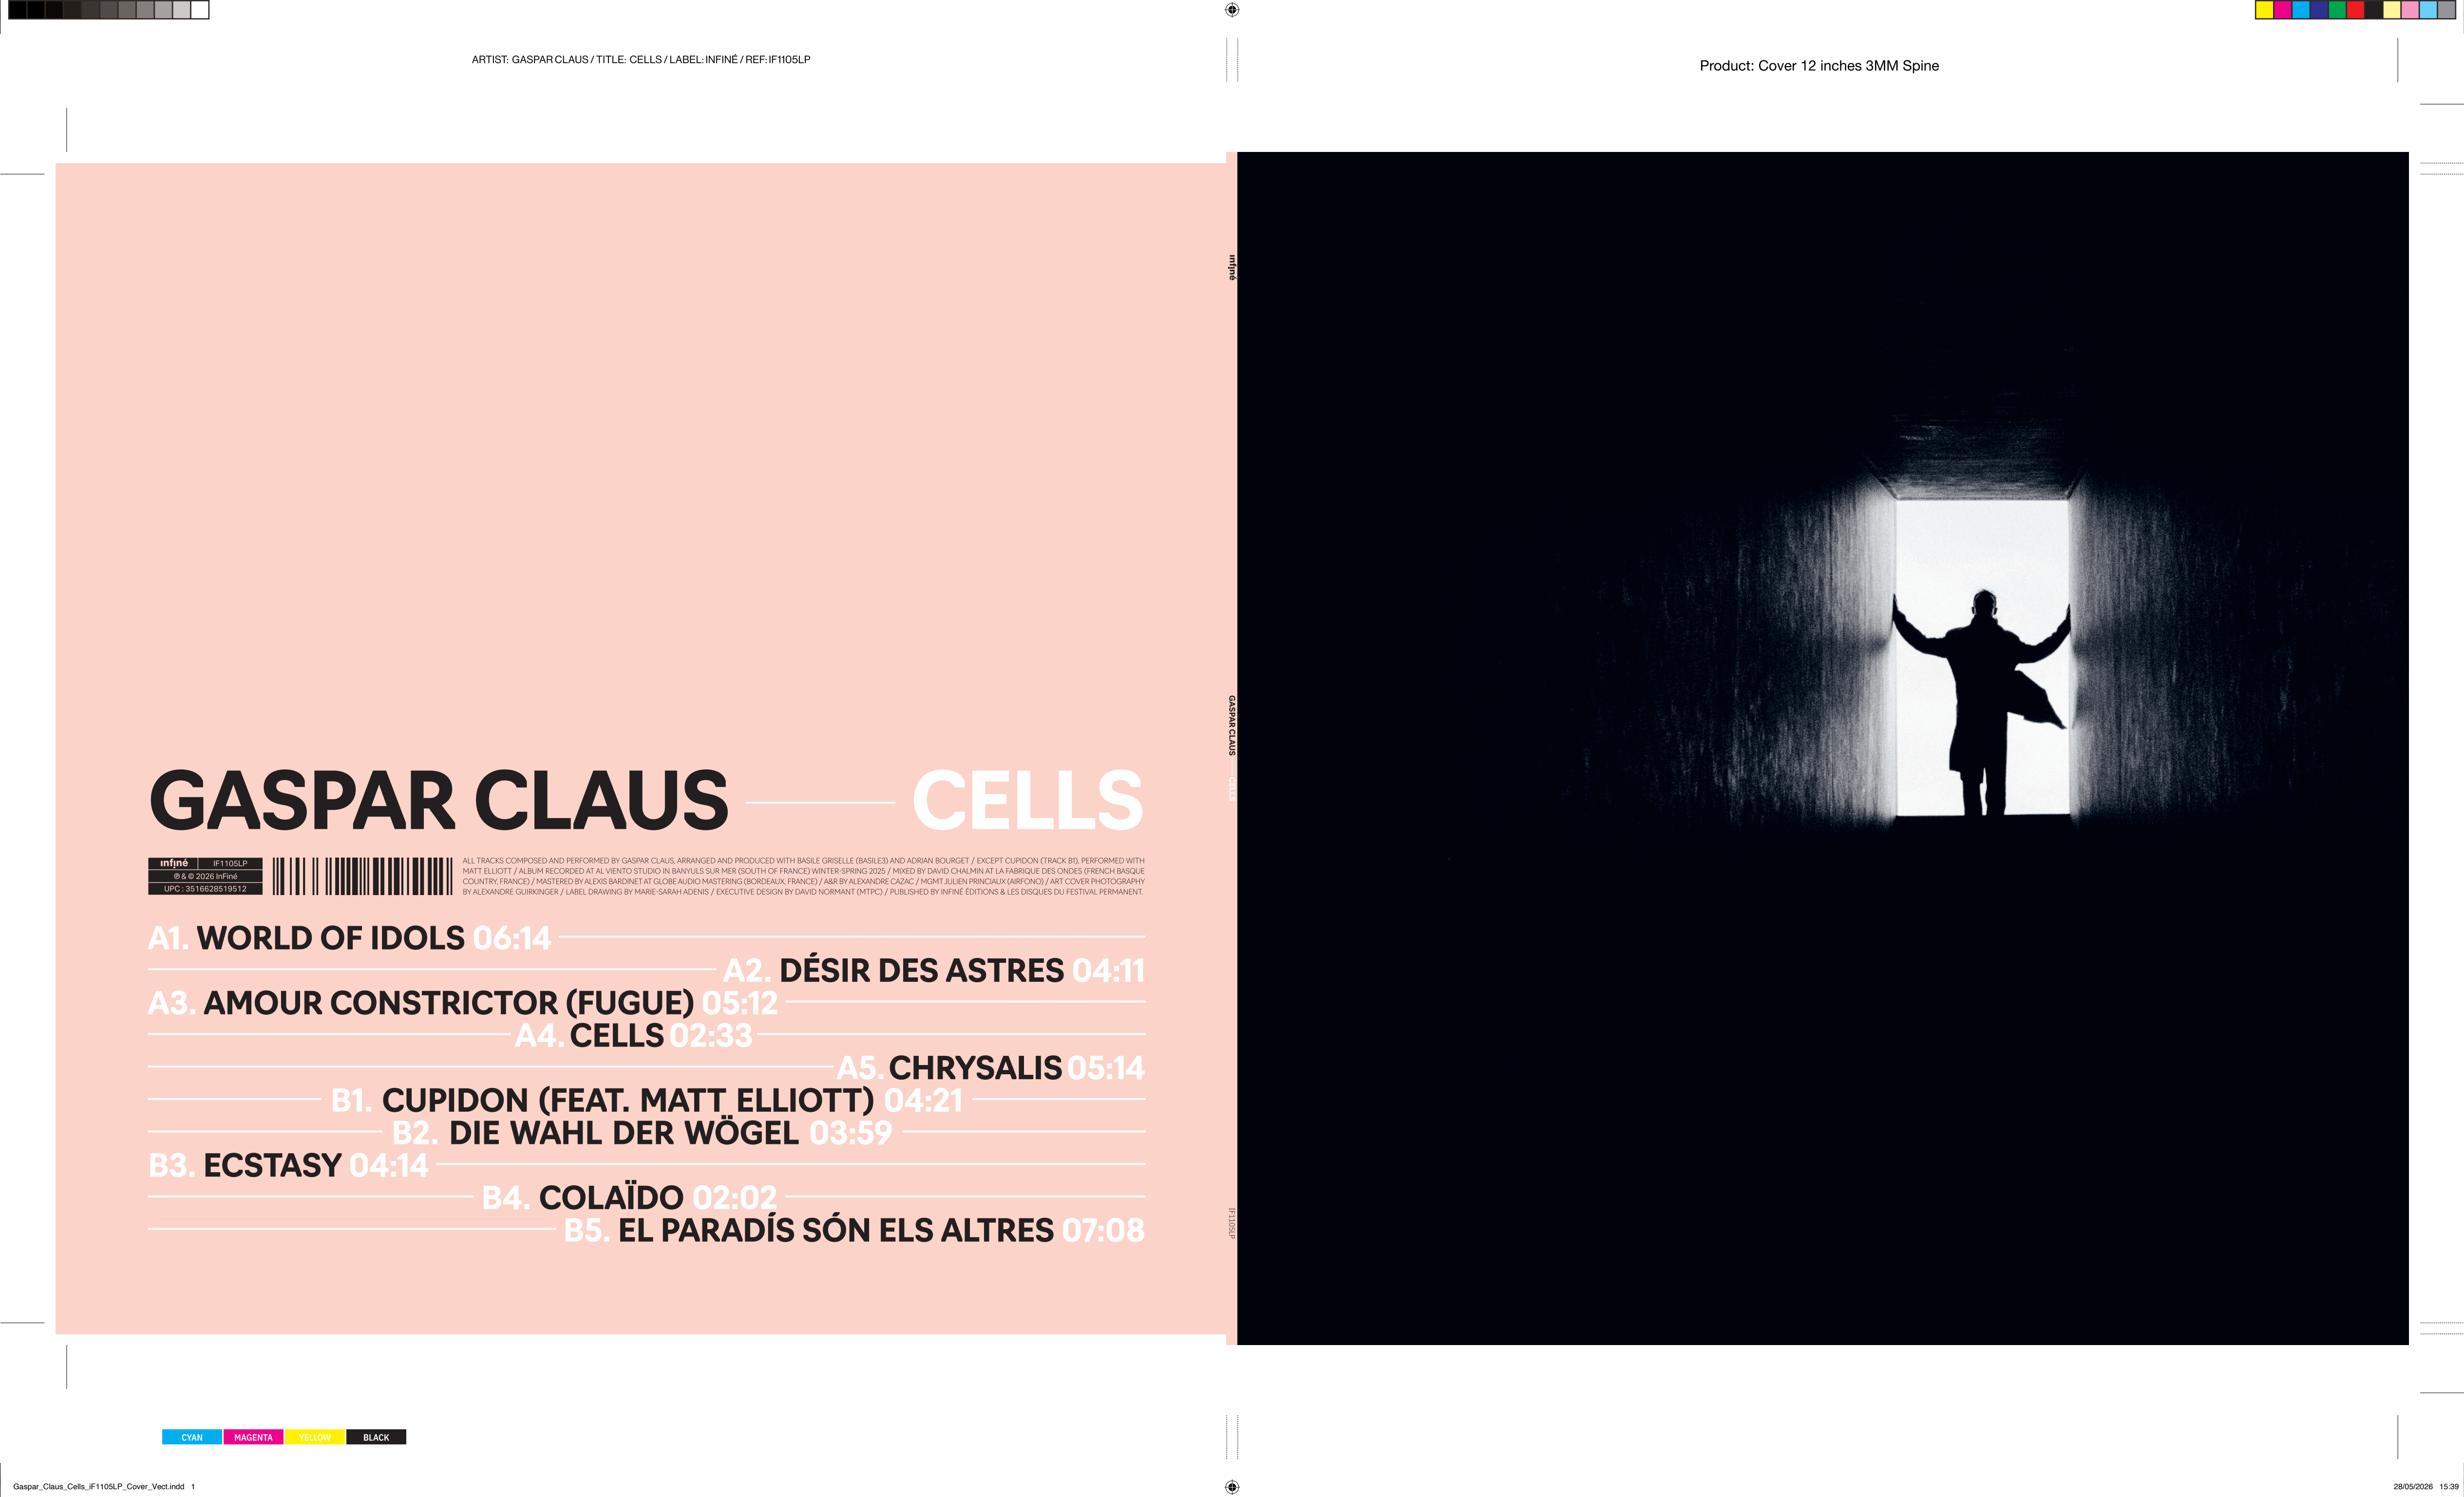 ARTIST: GASPAR CLAUS / TITLE: CELLS / LABEL: INFINÉ / REF: IF1105LP
Product: Cover 12 inches 3MM Spine
GASPAR CLAUS
CELLS
ınfıné
IF1105LP
℗ & © 2026 InFiné
UPC : 3516628519512
ALL TRACKS COMPOSED AND PERFORMED BY GASPAR CLAUS, ARRANGED AND PRODUCED WITH BASILE GRISELLE (BASILE3) AND ADRIAN BOURGET / EXCEPT CUPIDON (TRACK B1), PERFORMED WITH
MATT ELLIOTT / ALBUM RECORDED AT AL VIENTO STUDIO IN BANYULS SUR MER (SOUTH OF FRANCE) WINTER-SPRING 2025 / MIXED BY DAVID CHALMIN AT LA FABRIQUE DES ONDES (FRENCH BASQUE
COUNTRY, FRANCE) / MASTERED BY ALEXIS BARDINET AT GLOBE AUDIO MASTERING (BORDEAUX, FRANCE) / A&R BY ALEXANDRE CAZAC / MGMT JULIEN PRINCIAUX (AIRFONO) / ART COVER PHOTOGRAPHY
BY ALEXANDRE GUIRKINGER / LABEL DRAWING BY MARIE-SARAH ADENIS / EXECUTIVE DESIGN BY DAVID NORMANT (MTPC) / PUBLISHED BY INFINÉ ÉDITIONS & LES DISQUES DU FESTIVAL PERMANENT.
A1. WORLD OF IDOLS 06:14
A2. DÉSIR DES ASTRES 04:11
A3. AMOUR CONSTRICTOR (FUGUE) 05:12
A4. CELLS 02:33
A5. CHRYSALIS 05:14
B1. CUPIDON (FEAT. MATT ELLIOTT) 04:21
B2. DIE WAHL DER WÖGEL 03:59
B3. ECSTASY 04:14
B4. COLAÏDO 02:02
B5. EL PARADÍS SÓN ELS ALTRES 07:08
ınfıné
GASPAR CLAUS
CELLS
IF1105LP
CYAN
MAGENTA
YELLOW
BLACK
Gaspar_Claus_Cells_iF1105LP_Cover_Vect.indd 1
28/05/2026 15:39